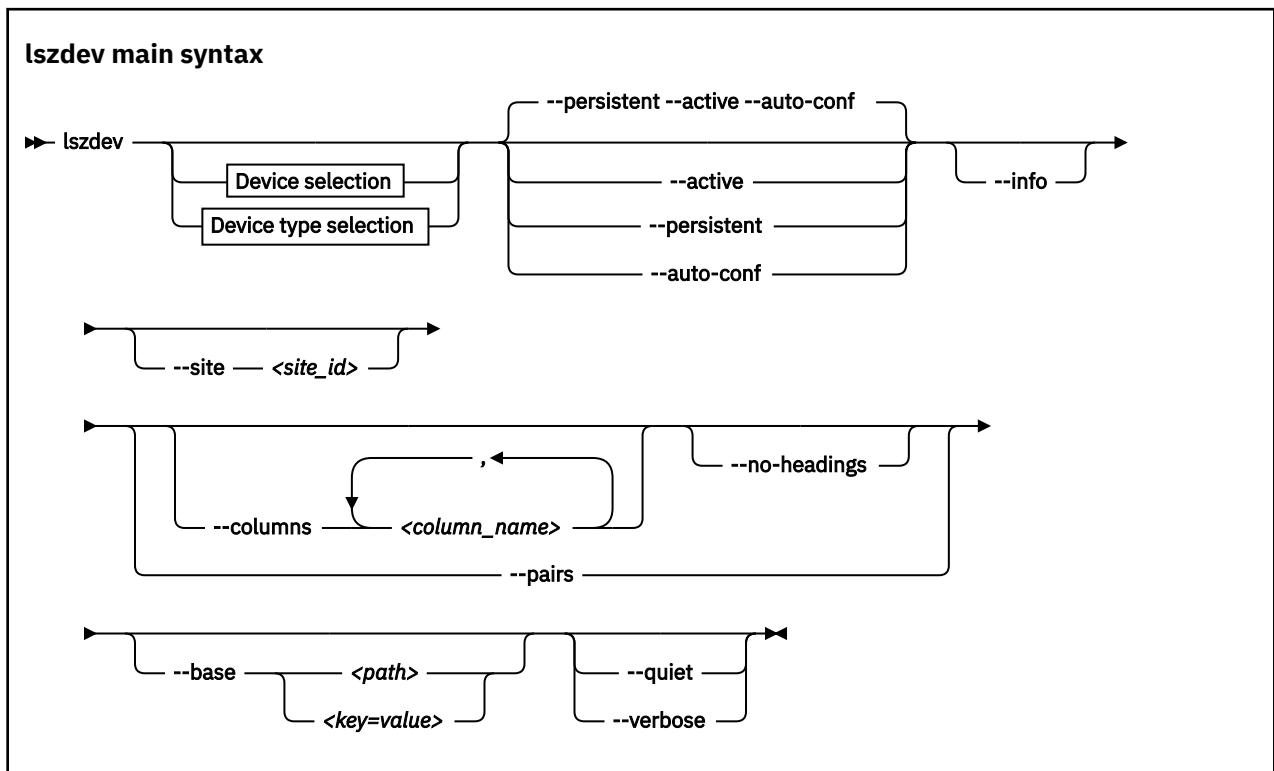 lszdev main syntax
--persistent --active --auto-conf
lszdev
Device selection
--active
--info
Device type selection
--persistent
--auto-conf
--site <site_id>
,
--no-headings
--columns <column_name>
--pairs
--base <path>
--quiet
<key=value>
--verbose